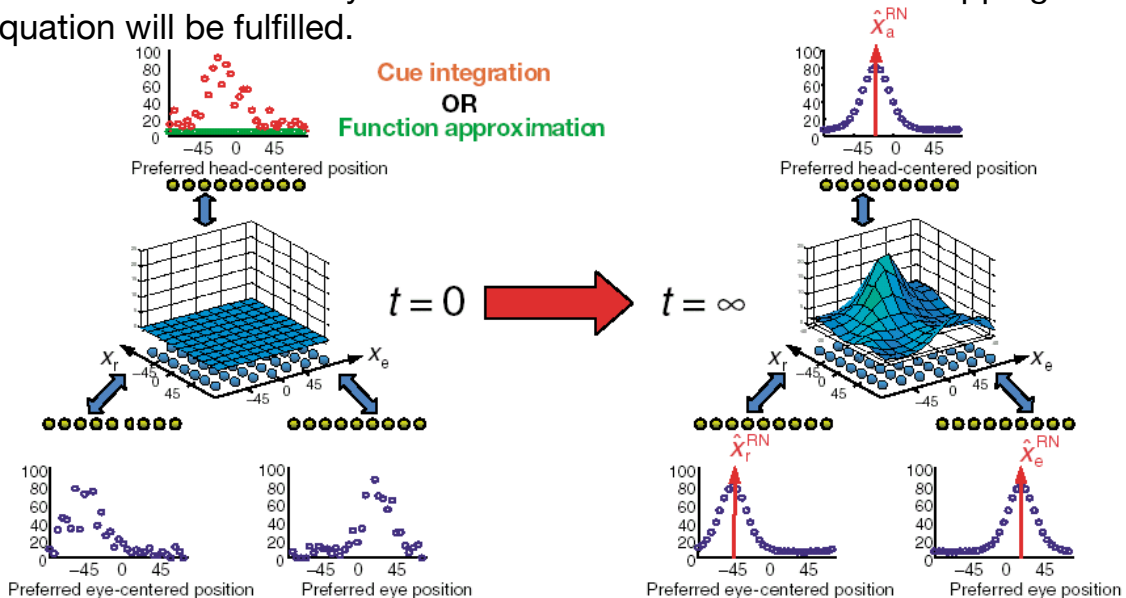 quation will be fulfilled.
x̂ₐᴿᴺ
100
80
60
40
20
0
−45 0 45
Preferred head-centered position
Cue integration
OR
Function approximation
100
80
60
40
20
0
−45 0 45
Preferred head-centered position
t = 0
t = ∞
xᵣ
−45
45
−45
0
45
xₑ
xᵣ
−45
45
−45
0
45
xₑ
100
80
60
40
20
0
−45 0 45
Preferred eye-centered position
100
80
60
40
20
0
−45 0 45
Preferred eye position
x̂ᵣᴿᴺ
100
80
60
40
20
0
−45 0 45
Preferred eye-centered position
x̂ₑᴿᴺ
100
80
60
40
20
0
−45 0 45
Preferred eye position